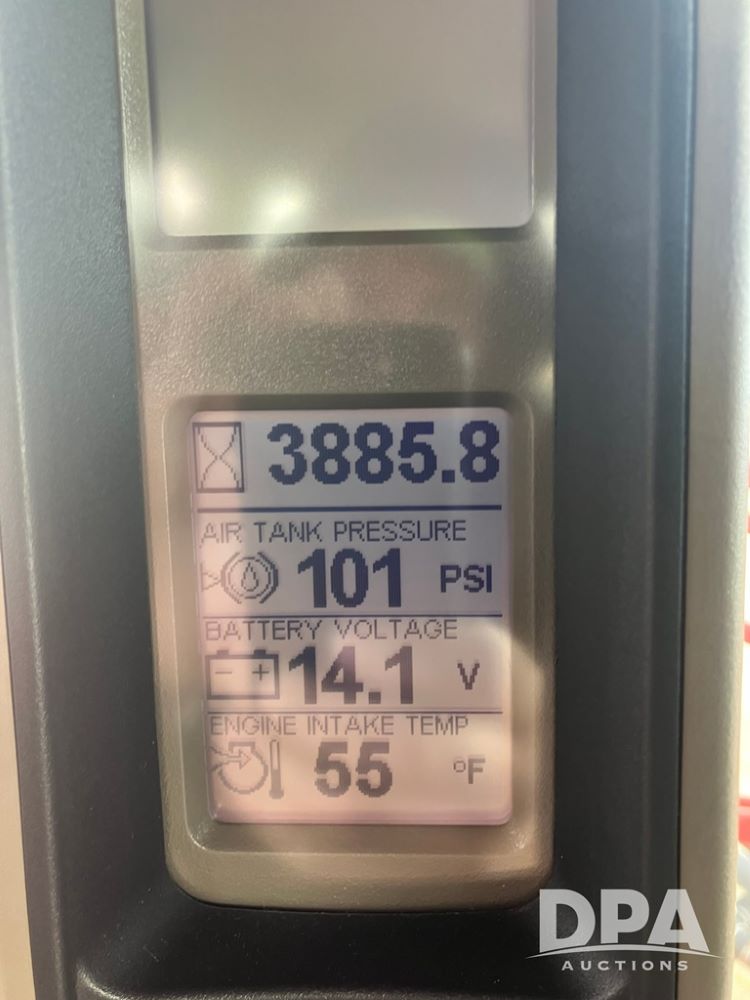 3885.8
AIR TANK PRESSURE
101 PSI
BATTERY VOLTAGE
14.1 V
ENGINE INTAKE TEMP
55 °F
DPA
AUCTIONS